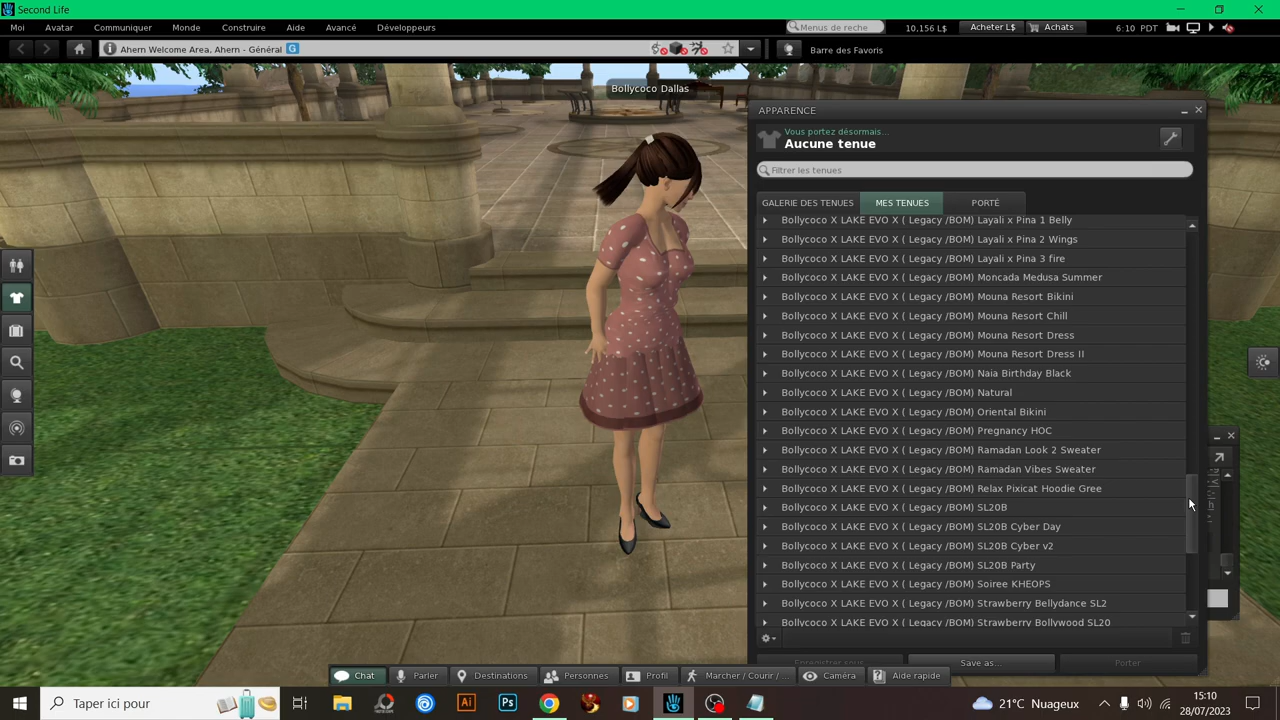 Second Life
Moi Avatar Communiquer Monde Construire Aide Avancé Développeurs
Menus de reche 10,156 L$ Acheter L$ Achats 6:10 PDT
Ahern Welcome Area, Ahern - Général G
Barre des Favoris
Bollycoco Dallas
APPARENCE
Vous portez désormais...
Aucune tenue
Filtrer les tenues
GALERIE DES TENUES MES TENUES PORTÉ
Bollycoco X LAKE EVO X ( Legacy /BOM) Layali x Pina 1 Belly
Bollycoco X LAKE EVO X ( Legacy /BOM) Layali x Pina 2 Wings
Bollycoco X LAKE EVO X ( Legacy /BOM) Layali x Pina 3 fire
Bollycoco X LAKE EVO X ( Legacy /BOM) Moncada Medusa Summer
Bollycoco X LAKE EVO X ( Legacy /BOM) Mouna Resort Bikini
Bollycoco X LAKE EVO X ( Legacy /BOM) Mouna Resort Chill
Bollycoco X LAKE EVO X ( Legacy /BOM) Mouna Resort Dress
Bollycoco X LAKE EVO X ( Legacy /BOM) Mouna Resort Dress II
Bollycoco X LAKE EVO X ( Legacy /BOM) Naia Birthday Black
Bollycoco X LAKE EVO X ( Legacy /BOM) Natural
Bollycoco X LAKE EVO X ( Legacy /BOM) Oriental Bikini
Bollycoco X LAKE EVO X ( Legacy /BOM) Pregnancy HOC
Bollycoco X LAKE EVO X ( Legacy /BOM) Ramadan Look 2 Sweater
Bollycoco X LAKE EVO X ( Legacy /BOM) Ramadan Vibes Sweater
Bollycoco X LAKE EVO X ( Legacy /BOM) Relax Pixicat Hoodie Gree
Bollycoco X LAKE EVO X ( Legacy /BOM) SL20B
Bollycoco X LAKE EVO X ( Legacy /BOM) SL20B Cyber Day
Bollycoco X LAKE EVO X ( Legacy /BOM) SL20B Cyber v2
Bollycoco X LAKE EVO X ( Legacy /BOM) SL20B Party
Bollycoco X LAKE EVO X ( Legacy /BOM) Soiree KHEOPS
Bollycoco X LAKE EVO X ( Legacy /BOM) Strawberry Bellydance SL2
Bollycoco X LAKE EVO X ( Legacy /BOM) Strawberry Bollywood SL20
Enregistrer sous Save as... Porter
Chat Parler Destinations Personnes Profil Marcher / Courir / ... Caméra Aide rapide
Taper ici pour
Ai Ps
21°C Nuageux
15:10
28/07/2023